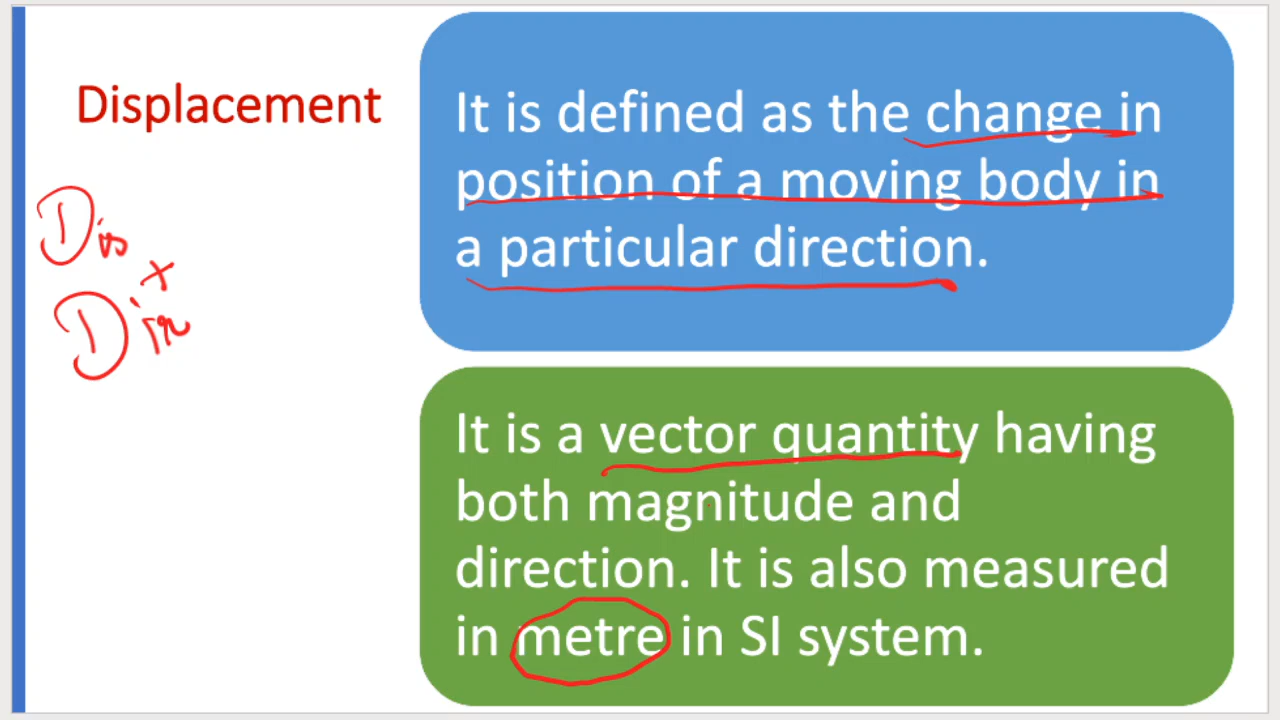 Displacement
Dis
+
Dir
It is defined as the change in
position of a moving body in
a particular direction.
It is a vector quantity having
both magnitude and
direction. It is also measured
in metre in SI system.